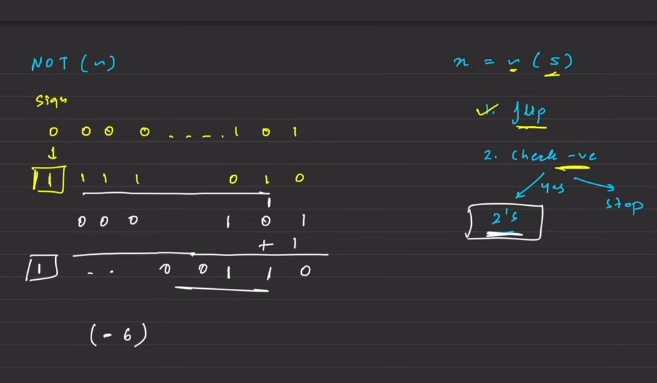 NOT (~)
Sign
0 0 0 0 0 . . . . . 1 0 1
↓
1 1 1 1 0 1 0
1
0 0 0 1 0 1
+ 1
1 . . 0 0 1 1 0
(- 6)
x = ~ (5)
✓ 1. flip
2. Check -ve
yes
stop
2's